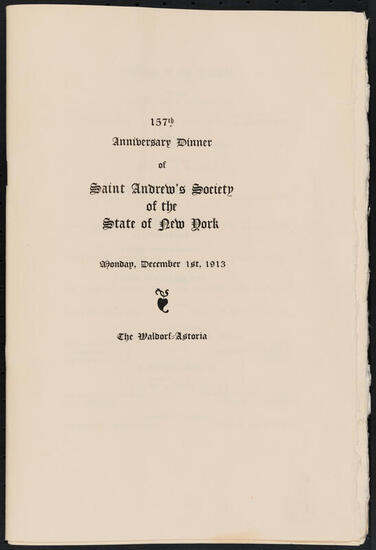 157th
Anniversary Dinner
of
Saint Andrew's Society
of the
State of New York
Monday, December 1st, 1913
The Waldorf-Astoria